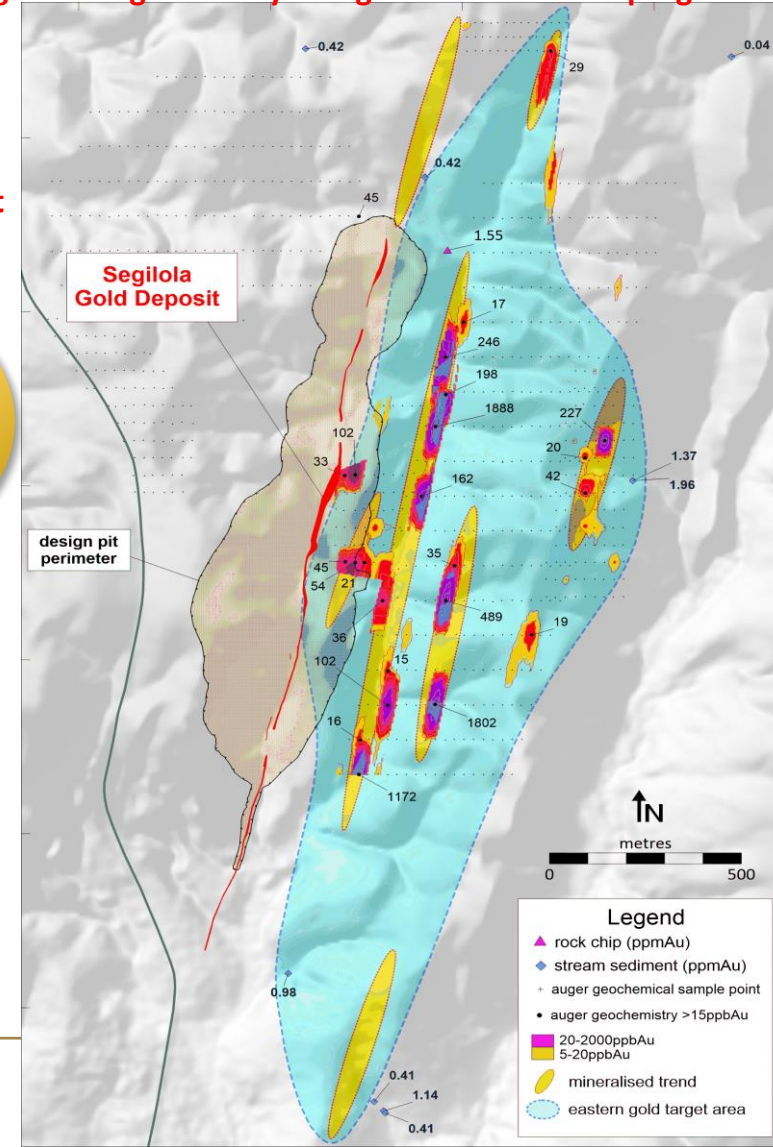 0.42
0.04
29
0.42
45
1.55
Segilola
Gold Deposit
17
246
198
1888
102
227
33
20
1.37
162
42
1.96
design pit
perimeter
35
45
54
21
489
36
19
15
102
1802
16
1172
N
metres
0
500
Legend
rock chip (ppmAu)
stream sediment (ppmAu)
auger geochemical sample point
auger geochemistry >15ppbAu
20-2000ppbAu
5-20ppbAu
mineralised trend
eastern gold target area
0.98
0.41
1.14
0.41